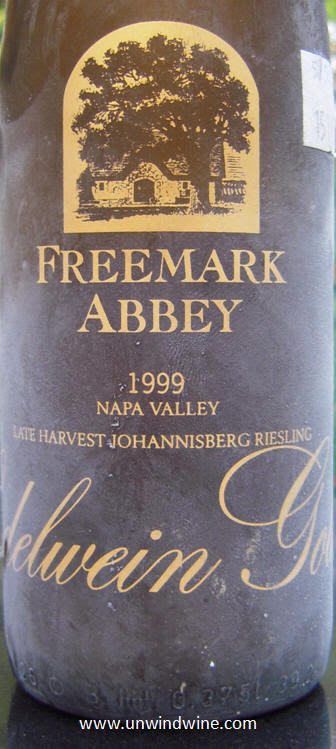 FREEMARK
ABBEY
1999
NAPA VALLEY
LATE HARVEST JOHANNISBERG RIESLING
delwein Go
www.unwindwine.com